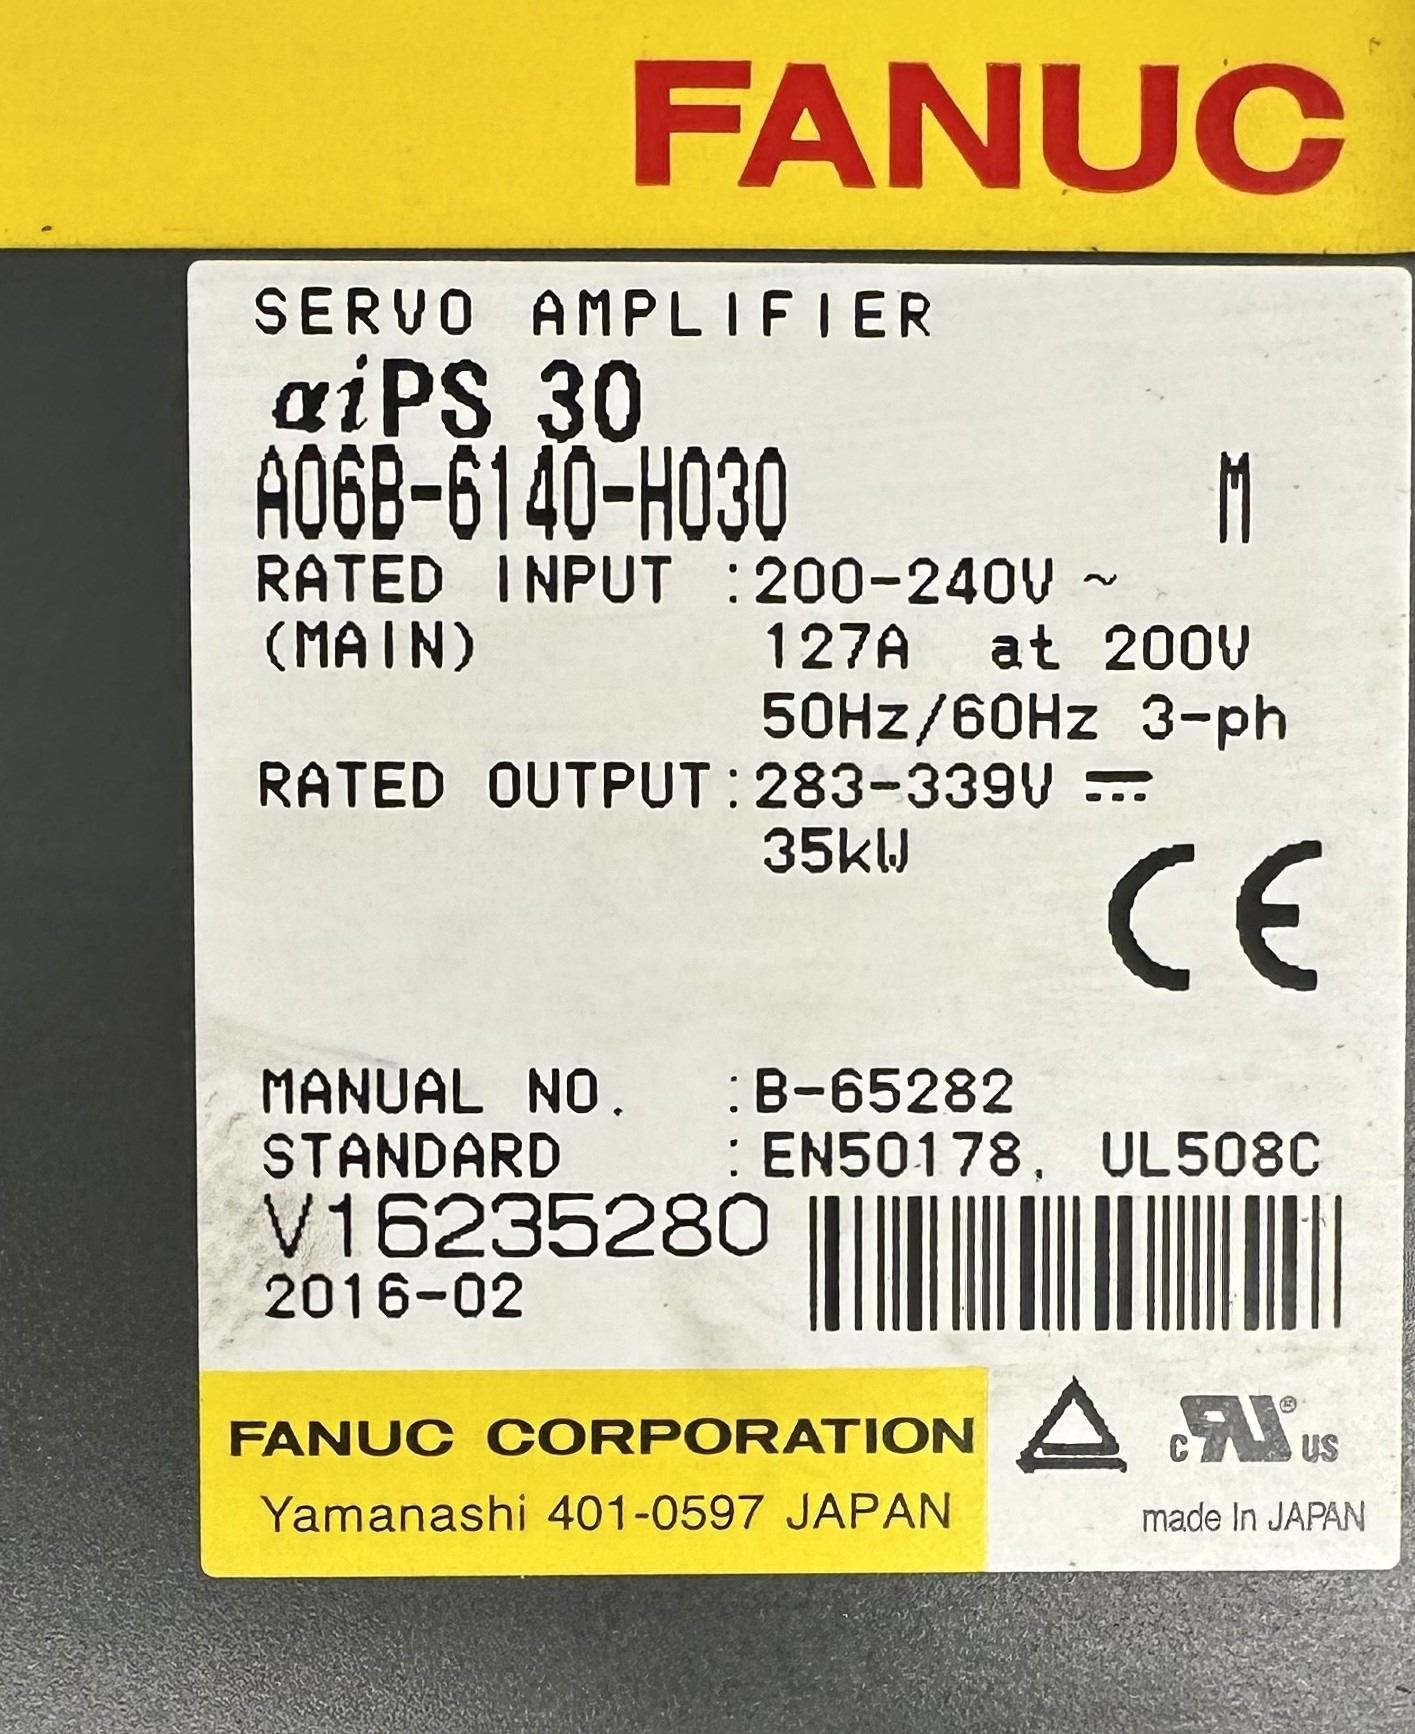 FANUC
SERVO AMPLIFIER
αiPS 30
A06B-6140-H030 M
RATED INPUT :200-240V ~
(MAIN) 127A at 200V
50Hz/60Hz 3-ph
RATED OUTPUT:283-339V ⎓
35kW
CE
MANUAL NO. :B-65282
STANDARD :EN50178, UL508C
V16235280
2016-02
FANUC CORPORATION
Yamanashi 401-0597 JAPAN
c RU ® US
made in JAPAN